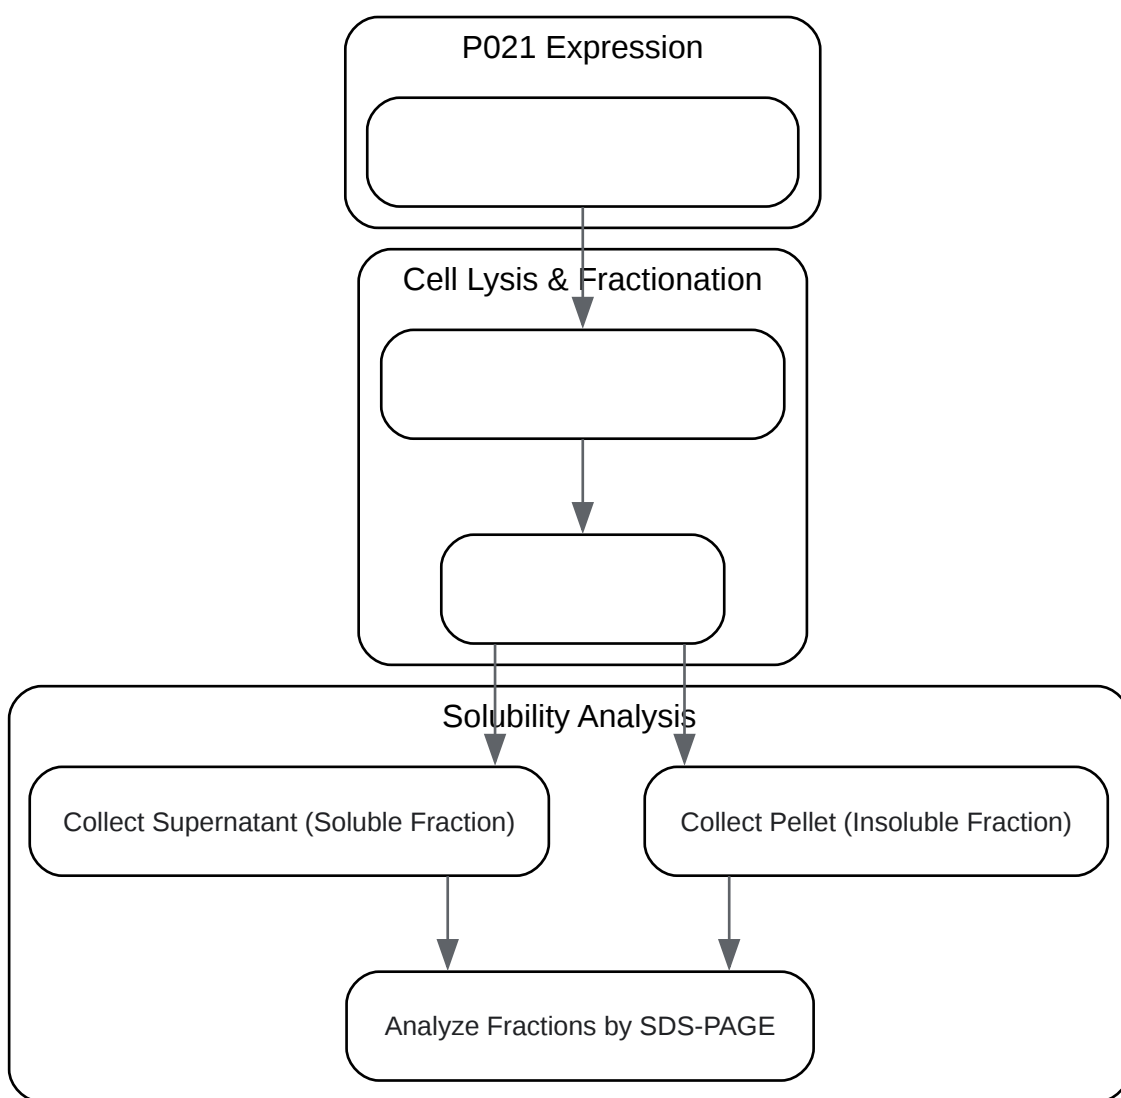 P021 Expression
Cell Lysis & Fractionation
Solubility Analysis
Collect Supernatant (Soluble Fraction)
Collect Pellet (Insoluble Fraction)
Analyze Fractions by SDS-PAGE